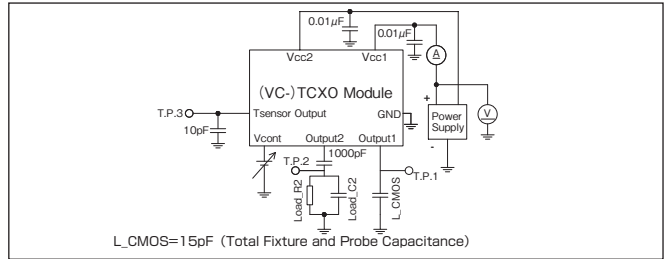 0.01μF
0.01μF
A
Vcc2
Vcc1
(VC-)TCXO Module
T.P.3
Tsensor Output
GND
+
Power
Supply
-
V
10pF
Vcont
Output2
Output1
1000pF
T.P.2
T.P.1
Load_R2
Load_C2
L_CMOS
L_CMOS=15pF (Total Fixture and Probe Capacitance)